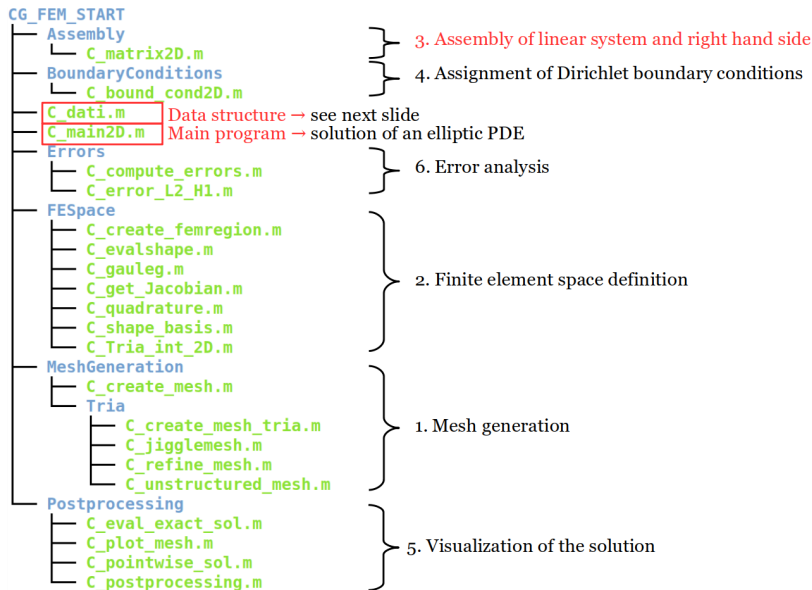 CG_FEM_START
Assembly
C_matrix2D.m
3. Assembly of linear system and right hand side
BoundaryConditions
C_bound_cond2D.m
4. Assignment of Dirichlet boundary conditions
C_dati.m Data structure → see next slide
C_main2D.m Main program → solution of an elliptic PDE
Errors
C_compute_errors.m
C_error_L2_H1.m
6. Error analysis
FESpace
C_create_femregion.m
C_evalshape.m
C_gauleg.m
C_get_Jacobian.m
C_quadrature.m
C_shape_basis.m
C_Tria_int_2D.m
2. Finite element space definition
MeshGeneration
C_create_mesh.m
Tria
C_create_mesh_tria.m
C_jigglemesh.m
C_refine_mesh.m
C_unstructured_mesh.m
1. Mesh generation
Postprocessing
C_eval_exact_sol.m
C_plot_mesh.m
C_pointwise_sol.m
C_postprocessing.m
5. Visualization of the solution